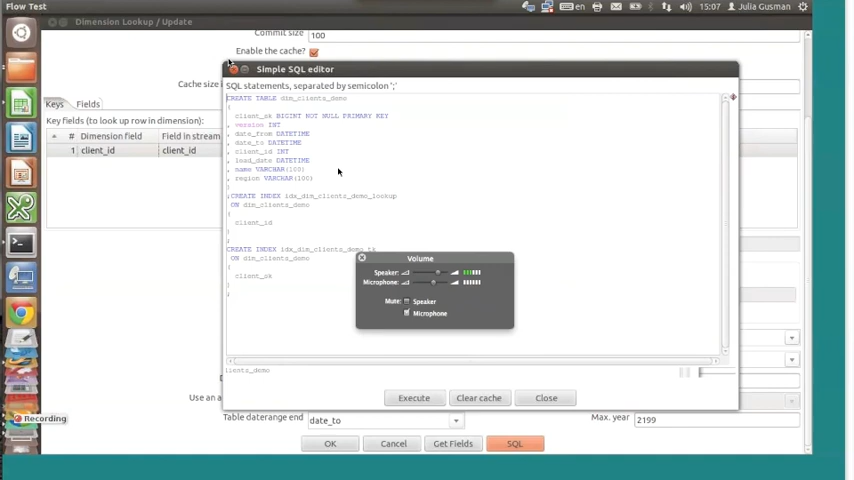 Flow Test
en
15:07
Julia Gusman
Dimension Lookup / Update
Commit size
100
Enable the cache?
Simple SQL editor
SQL statements, separated by semicolon ';'
Cache size i
CREATE TABLE dim_clients_demo
(
client_sk BIGINT NOT NULL PRIMARY KEY
, version INT
, date_from DATETIME
, date_to DATETIME
, client_id INT
, load_date DATETIME
, name VARCHAR(100)
, region VARCHAR(100)
)
;CREATE INDEX idx_dim_clients_demo_lookup
ON dim_clients_demo
(
client_id
)
;
CREATE INDEX idx_dim_clients_demo_tk
ON dim_clients_demo
(
client_sk
)
;
Keys
Fields
Key fields (to look up row in dimension):
# Dimension field Field in stream
1 client_id client_id
Volume
Speaker:
Microphone:
Mute:
Speaker
Microphone
lients_demo
Use an a
Execute
Clear cache
Close
Recording
Table daterange end
date_to
Max. year
2199
OK
Cancel
Get Fields
SQL